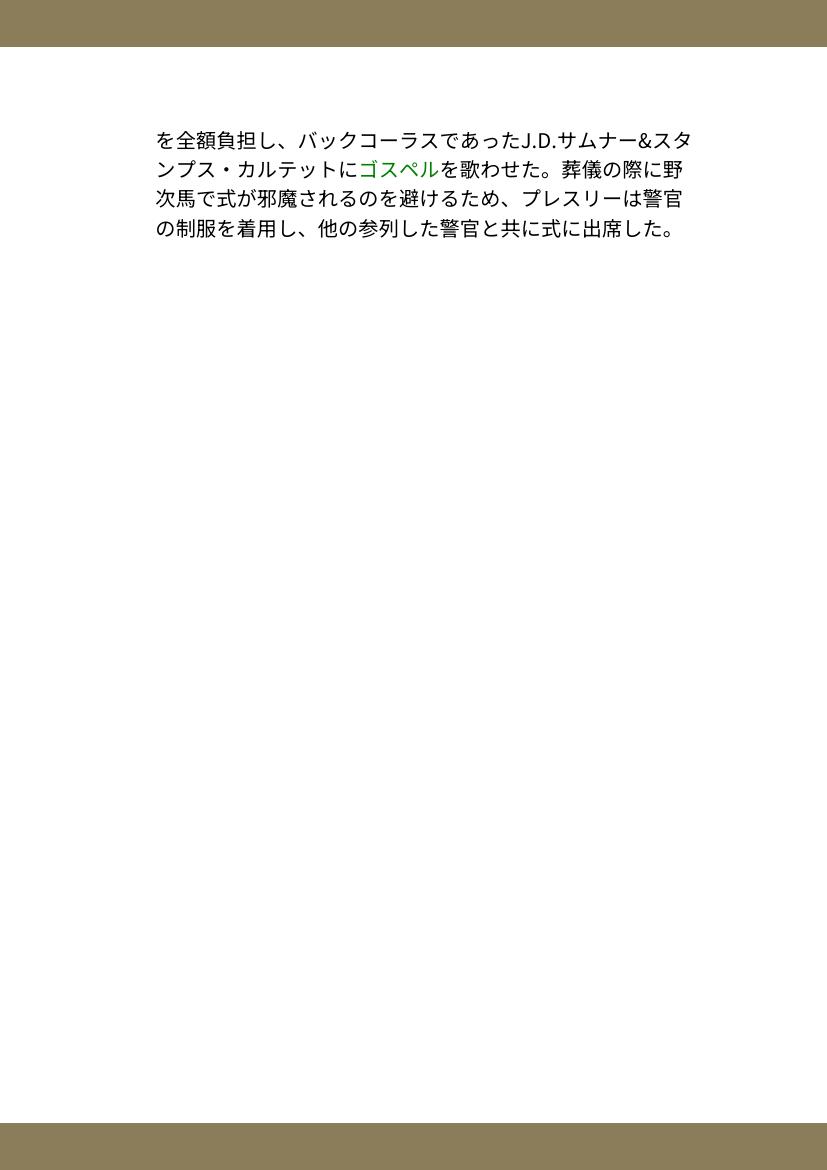 を全額負担し、バックコーラスであったJ.D.サムナー&スタ
ンプス・カルテットにゴスペルを歌わせた。葬儀の際に野
次馬で式が邪魔されるのを避けるため、プレスリーは警官
の制服を着用し、他の参列した警官と共に式に出席した。